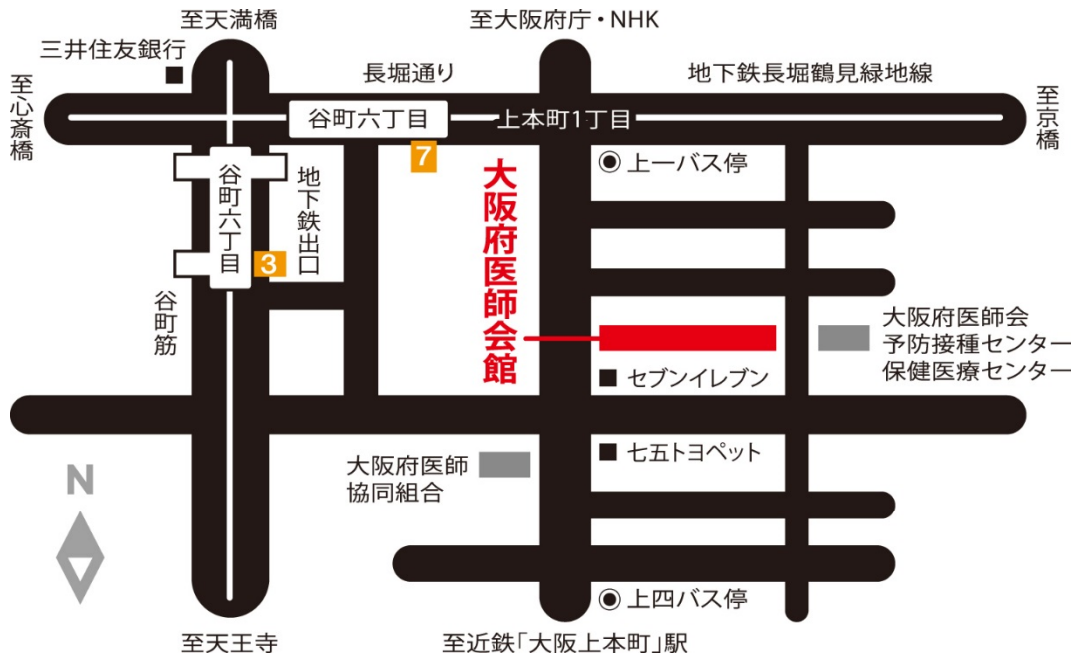 至天満橋
至大阪府庁・NHK
三井住友銀行
長堀通り
地下鉄長堀鶴見緑地線
至心斎橋
谷町六丁目
上本町1丁目
至京橋
7
上一バス停
谷町六丁目
地下鉄出口
3
大阪府医師会館
谷町筋
大阪府医師会
予防接種センター
保健医療センター
セブンイレブン
七五トヨペット
大阪府医師
協同組合
N
上四バス停
至天王寺
至近鉄「大阪上本町」駅